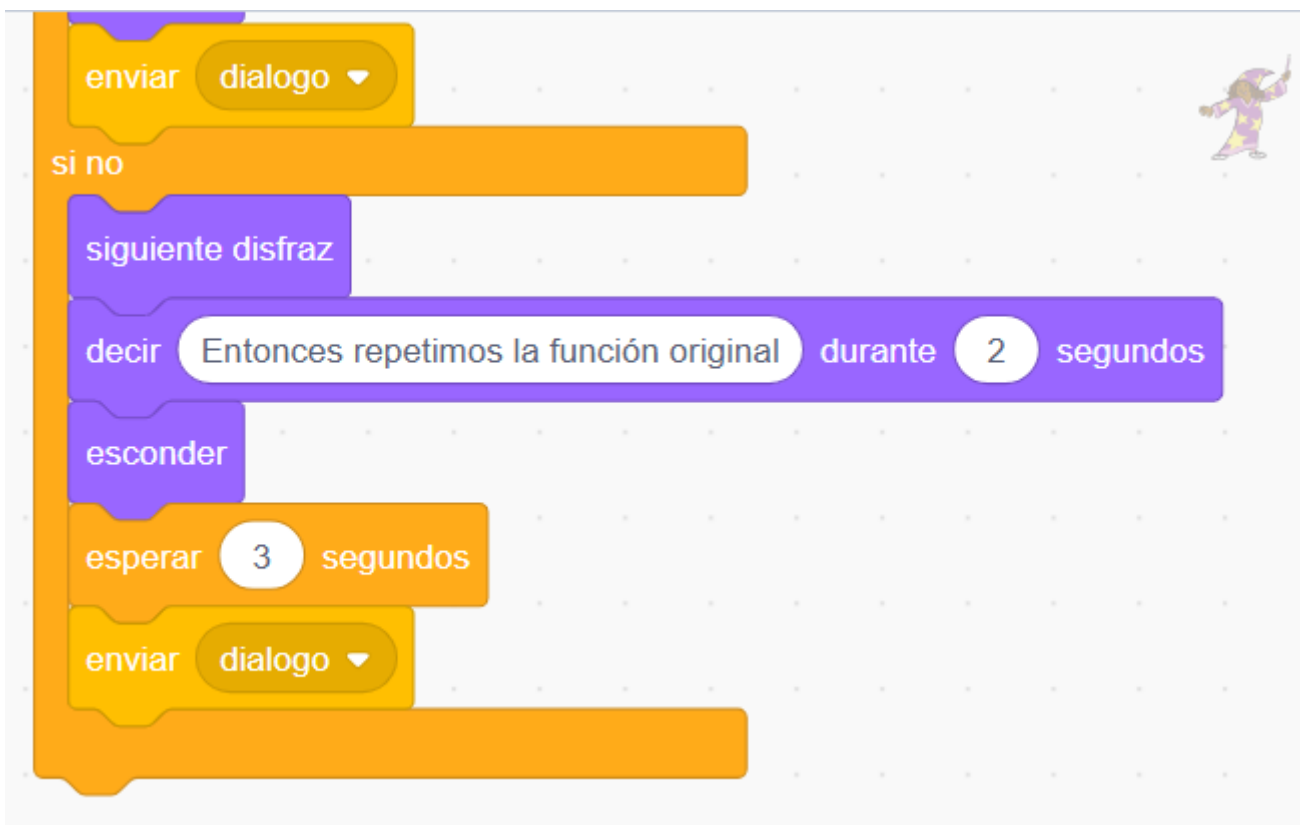 enviar dialogo
si no
siguiente disfraz
decir Entonces repetimos la función original durante 2 segundos
esconder
esperar 3 segundos
enviar dialogo